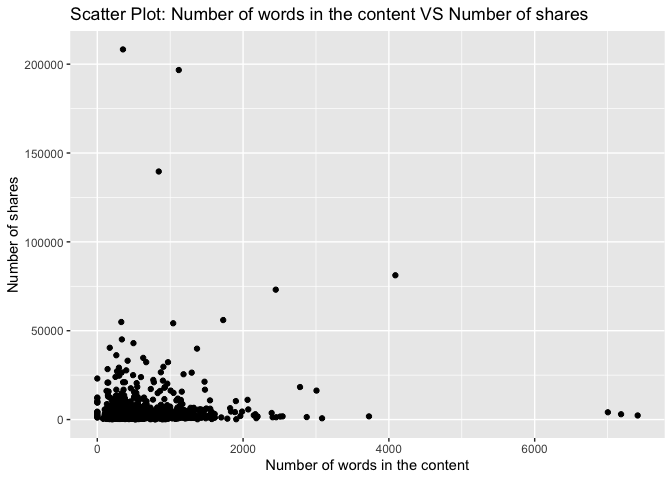 Scatter Plot: Number of words in the content VS Number of shares
Number of shares
200000
150000
100000
50000
0
0 2000 4000 6000
Number of words in the content